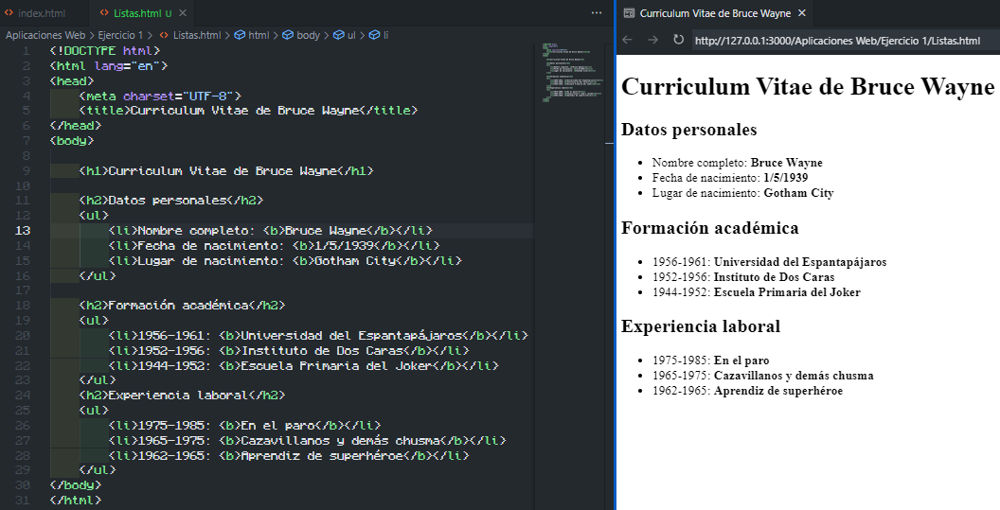 index.html
Listas.html U
Aplicaciones Web > Ejercicio 1 > Listas.html > html > body > ul > li
1 <!DOCTYPE html>
2 <html lang="en">
3 <head>
4 <meta charset="UTF-8">
5 <title>Curriculum Vitae de Bruce Wayne</title>
6 </head>
7 <body>
8
9 <h1>Curriculum Vitae de Bruce Wayne</h1>
10
11 <h2>Datos personales</h2>
12 <ul>
13 <li>Nombre completo: <b>Bruce Wayne</b></li>
14 <li>Fecha de nacimiento: <b>1/5/1939</b></li>
15 <li>Lugar de nacimiento: <b>Gotham City</b></li>
16 </ul>
17
18 <h2>Formación académica</h2>
19 <ul>
20 <li>1956-1961: <b>Universidad del Espantapájaros</b></li>
21 <li>1952-1956: <b>Instituto de Dos Caras</b></li>
22 <li>1944-1952: <b>Escuela Primaria del Joker</b></li>
23 </ul>
24 <h2>Experiencia laboral</h2>
25 <ul>
26 <li>1975-1985: <b>En el paro</b></li>
27 <li>1965-1975: <b>Cazavillanos y demás chusma</b></li>
28 <li>1962-1965: <b>Aprendiz de superhéroe</b></li>
29 </ul>
30 </body>
31 </html>
Curriculum Vitae de Bruce Wayne
http://127.0.0.1:3000/Aplicaciones Web/Ejercicio 1/Listas.html
Curriculum Vitae de Bruce Wayne
Datos personales
• Nombre completo: Bruce Wayne
• Fecha de nacimiento: 1/5/1939
• Lugar de nacimiento: Gotham City
Formación académica
• 1956-1961: Universidad del Espantapájaros
• 1952-1956: Instituto de Dos Caras
• 1944-1952: Escuela Primaria del Joker
Experiencia laboral
• 1975-1985: En el paro
• 1965-1975: Cazavillanos y demás chusma
• 1962-1965: Aprendiz de superhéroe